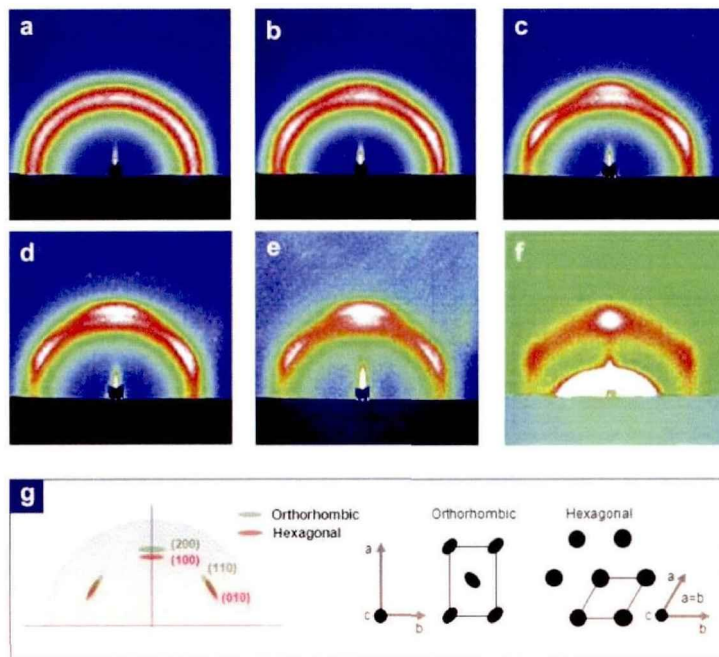 a
b
c
d
e
f
g
Orthorhombic
Hexagonal
(200)
(100)
(110)
(010)
Orthorhombic
a
c
b
Hexagonal
a
a=b
c
b